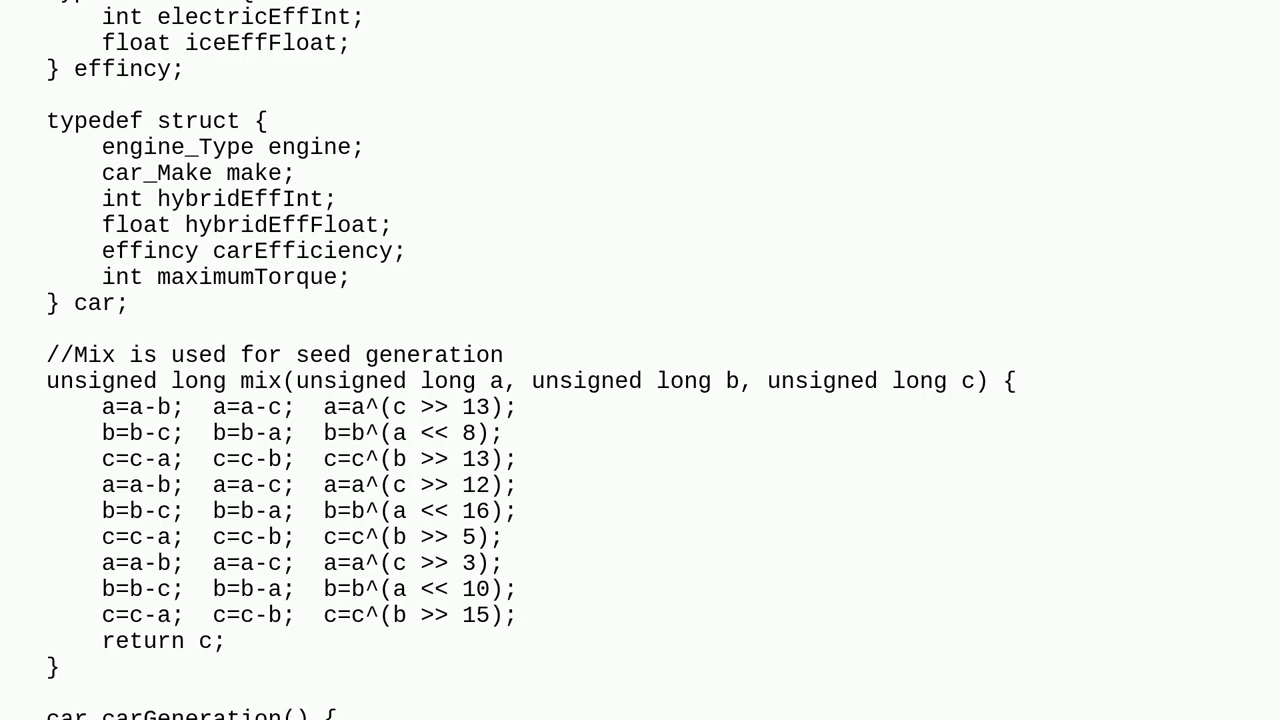 int electricEffInt;
    float iceEffFloat;
} effincy;

typedef struct {
    engine_Type engine;
    car_Make make;
    int hybridEffInt;
    float hybridEffFloat;
    effincy carEfficiency;
    int maximumTorque;
} car;

//Mix is used for seed generation
unsigned long mix(unsigned long a, unsigned long b, unsigned long c) {
    a=a-b;  a=a-c;  a=a^(c >> 13);
    b=b-c;  b=b-a;  b=b^(a << 8);
    c=c-a;  c=c-b;  c=c^(b >> 13);
    a=a-b;  a=a-c;  a=a^(c >> 12);
    b=b-c;  b=b-a;  b=b^(a << 16);
    c=c-a;  c=c-b;  c=c^(b >> 5);
    a=a-b;  a=a-c;  a=a^(c >> 3);
    b=b-c;  b=b-a;  b=b^(a << 10);
    c=c-a;  c=c-b;  c=c^(b >> 15);
    return c;
}

car carGeneration() {